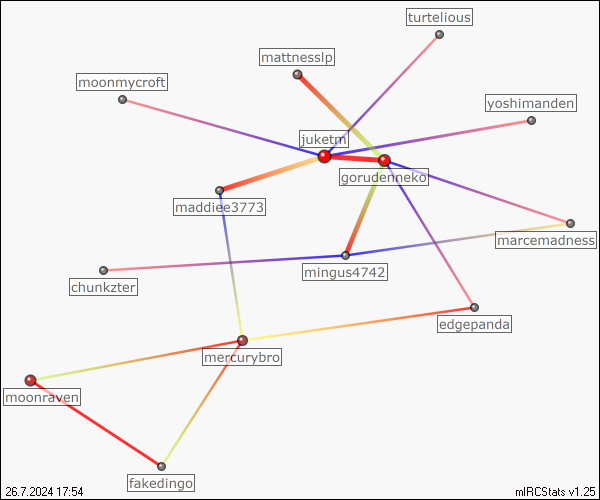 turtelious
mattnesslp
moonmycroft
yoshimanden
juketm
gorudenneko
maddiee3773
marcemadness
mingus4742
chunkzter
edgepanda
mercurybro
moonraven
fakedingo
26.7.2024 17:54
mIRCStats v1.25